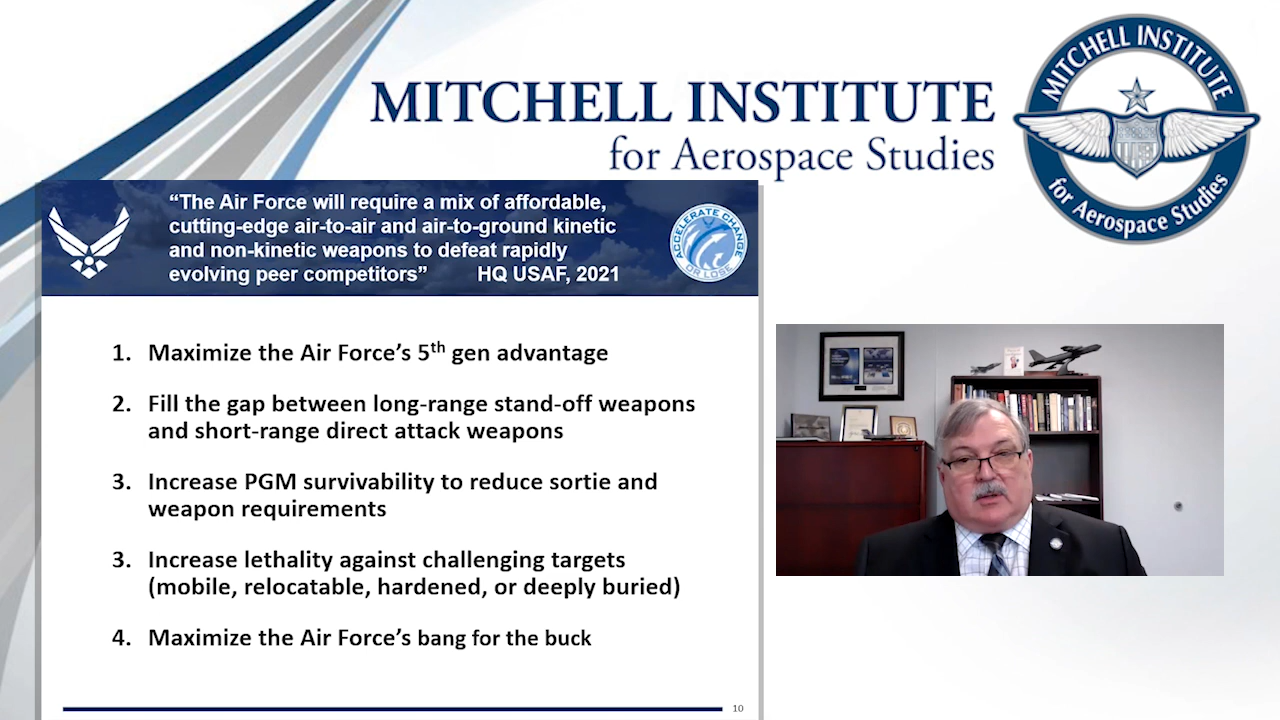 MITCHELL INSTITUTE
for Aerospace Studies
MITCHELL INSTITUTE
for Aerospace Studies
“The Air Force will require a mix of affordable,
cutting-edge air-to-air and air-to-ground kinetic
and non-kinetic weapons to defeat rapidly
evolving peer competitors” HQ USAF, 2021
ACCELERATE CHANGE
OR LOSE
1. Maximize the Air Force’s 5th gen advantage
2. Fill the gap between long-range stand-off weapons
and short-range direct attack weapons
3. Increase PGM survivability to reduce sortie and
weapon requirements
3. Increase lethality against challenging targets
(mobile, relocatable, hardened, or deeply buried)
4. Maximize the Air Force’s bang for the buck
10